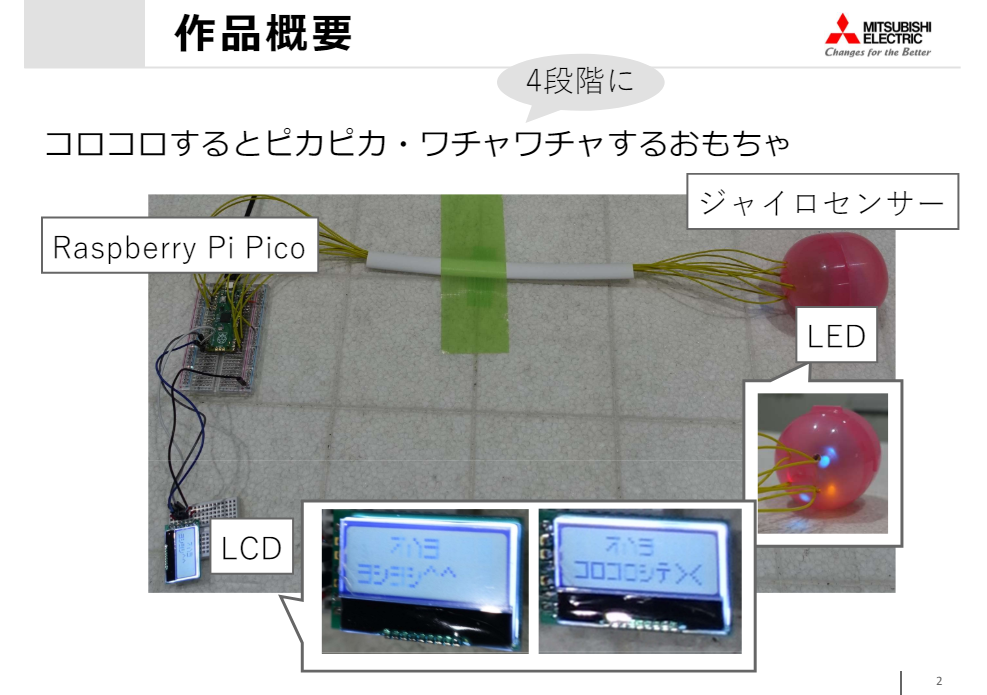 作品概要
MITSUBISHI
ELECTRIC
Changes for the Better
4段階に
コロコロするとピカピカ・ワチャワチャするおもちゃ
ジャイロセンサー
Raspberry Pi Pico
LED
LCD
オハヨ
ヨシヨシ^^
オハヨ
コロコロシテ><
2